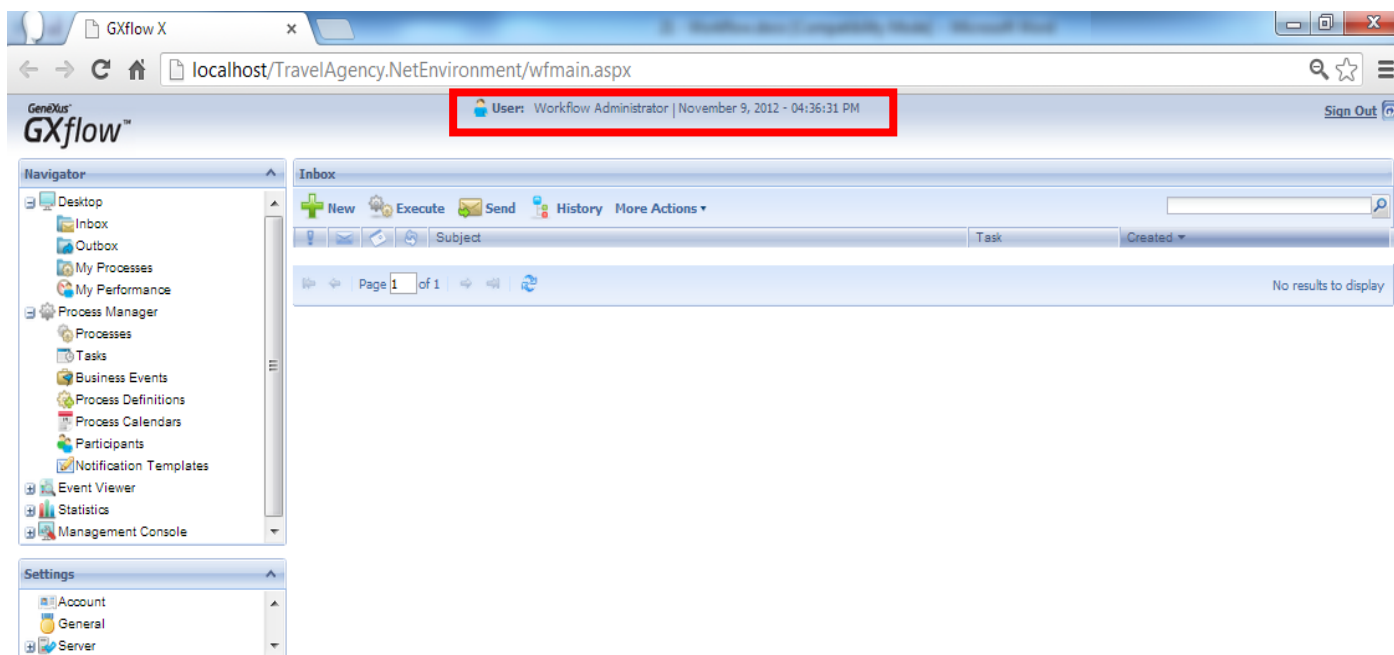 GXflow X
localhost/TravelAgency.NetEnvironment/wfmain.aspx
GeneXus
GXflow™
User: Workflow Administrator | November 9, 2012 - 04:36:31 PM
Sign Out
Navigator
Desktop
Inbox
Outbox
My Processes
My Performance
Process Manager
Processes
Tasks
Business Events
Process Definitions
Process Calendars
Participants
Notification Templates
Event Viewer
Statistics
Management Console
Settings
Account
General
Server
Inbox
New Execute Send History More Actions
Subject Task Created
Page 1 of 1 No results to display